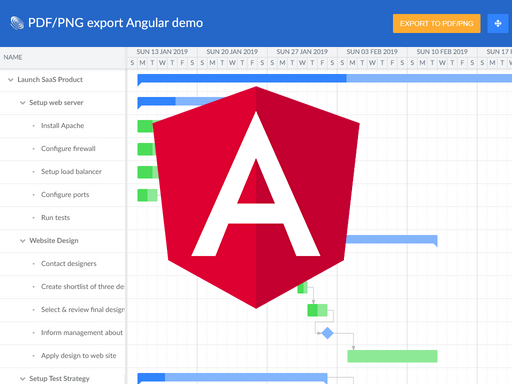 PDF/PNG export Angular demo
EXPORT TO PDF/PNG
NAME
SUN 13 JAN 2019 SUN 20 JAN 2019 SUN 27 JAN 2019 SUN 03 FEB 2019 SUN 10 FEB 2019 SUN 17 F
S M T W T F S S M T W T F S S M T W T F S S M T W T F S S M T W T F S S M T
Launch SaaS Product
Setup web server
Install Apache
Configure firewall
Setup load balancer
Configure ports
Run tests
Website Design
Contact designers
Create shortlist of three de
Select & review final design
Inform management about
Apply design to web site
Setup Test Strategy
A